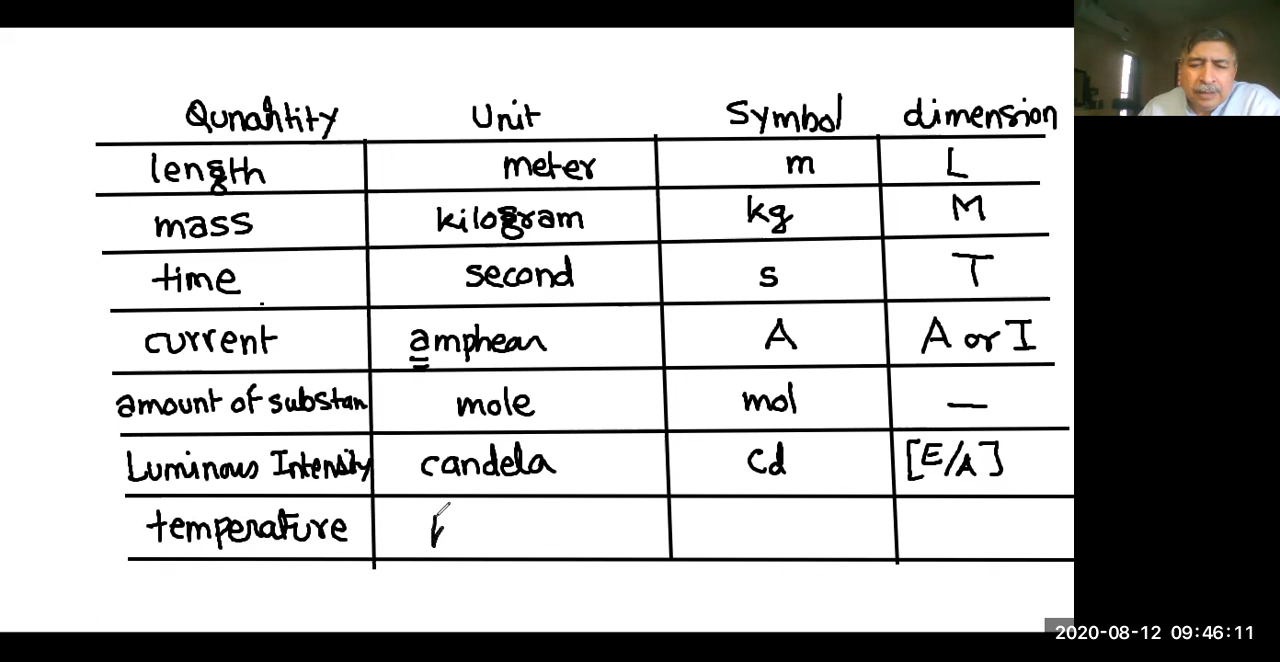 Qunahtity Unit Symbol dimension
length meter m L
mass kilogram kg M
time second s T
current amphear A A or I
amount of substan mole mol —
Luminous Intensity candela Cd [E/A]
temperature
2020-08-12 09:46:11